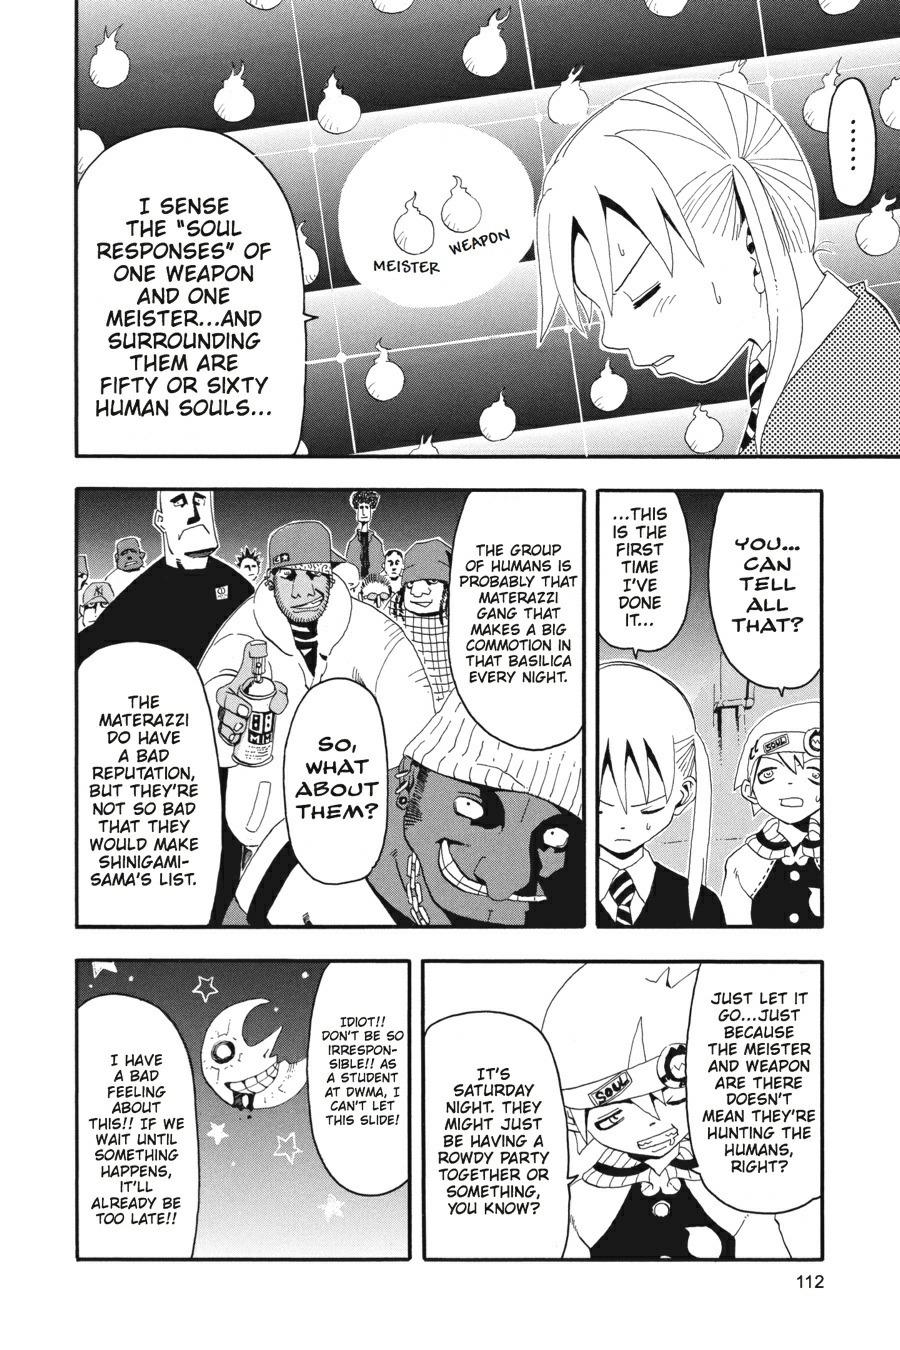 ........
I SENSE
THE "SOUL
RESPONSES" OF
ONE WEAPON
AND ONE
MEISTER...AND
SURROUNDING
THEM ARE
FIFTY OR SIXTY
HUMAN SOULS...
MEISTER
WEAPON
YOU...
CAN
TELL
ALL
THAT?
...THIS
IS THE
FIRST
TIME
I'VE
DONE
IT...
SOUL
THE GROUP
OF HUMANS IS
PROBABLY THAT
MATERAZZI
GANG THAT
MAKES A BIG
COMMOTION IN
THAT BASILICA
EVERY NIGHT.
SO,
WHAT
ABOUT
THEM?
THE
MATERAZZI
DO HAVE
A BAD
REPUTATION,
BUT THEY'RE
NOT SO BAD
THAT THEY
WOULD MAKE
SHINIGAMI-
SAMA'S LIST.
JUST LET IT
GO...JUST
BECAUSE
THE MEISTER
AND WEAPON
ARE THERE
DOESN'T
MEAN THEY'RE
HUNTING THE
HUMANS,
RIGHT?
SOUL
IT'S
SATURDAY
NIGHT. THEY
MIGHT JUST
BE HAVING A
ROWDY PARTY
TOGETHER OR
SOMETHING,
YOU KNOW?
IDIOT!!
DON'T BE SO
IRRESPON-
SIBLE!! AS
A STUDENT
AT DWMA, I
CAN'T LET
THIS SLIDE!
I HAVE
A BAD
FEELING
ABOUT
THIS!! IF WE
WAIT UNTIL
SOMETHING
HAPPENS,
IT'LL
ALREADY BE
TOO LATE!!
112